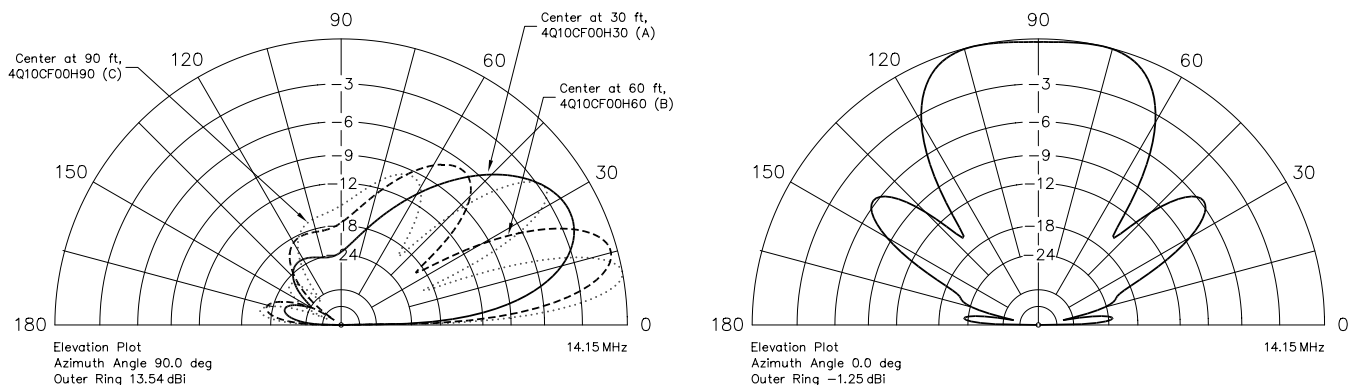 Center at 30 ft,
4Q10CF00H30 (A)
Center at 90 ft,
4Q10CF00H90 (C)
Center at 60 ft,
4Q10CF00H60 (B)
90
120
60
150
30
180
0
-3
-6
-9
-12
-18
-24
Elevation Plot
Azimuth Angle 90.0 deg
Outer Ring 13.54 dBi
14.15 MHz
90
120
60
150
30
180
0
-3
-6
-9
-12
-18
-24
Elevation Plot
Azimuth Angle 0.0 deg
Outer Ring -1.25 dBi
14.15 MHz